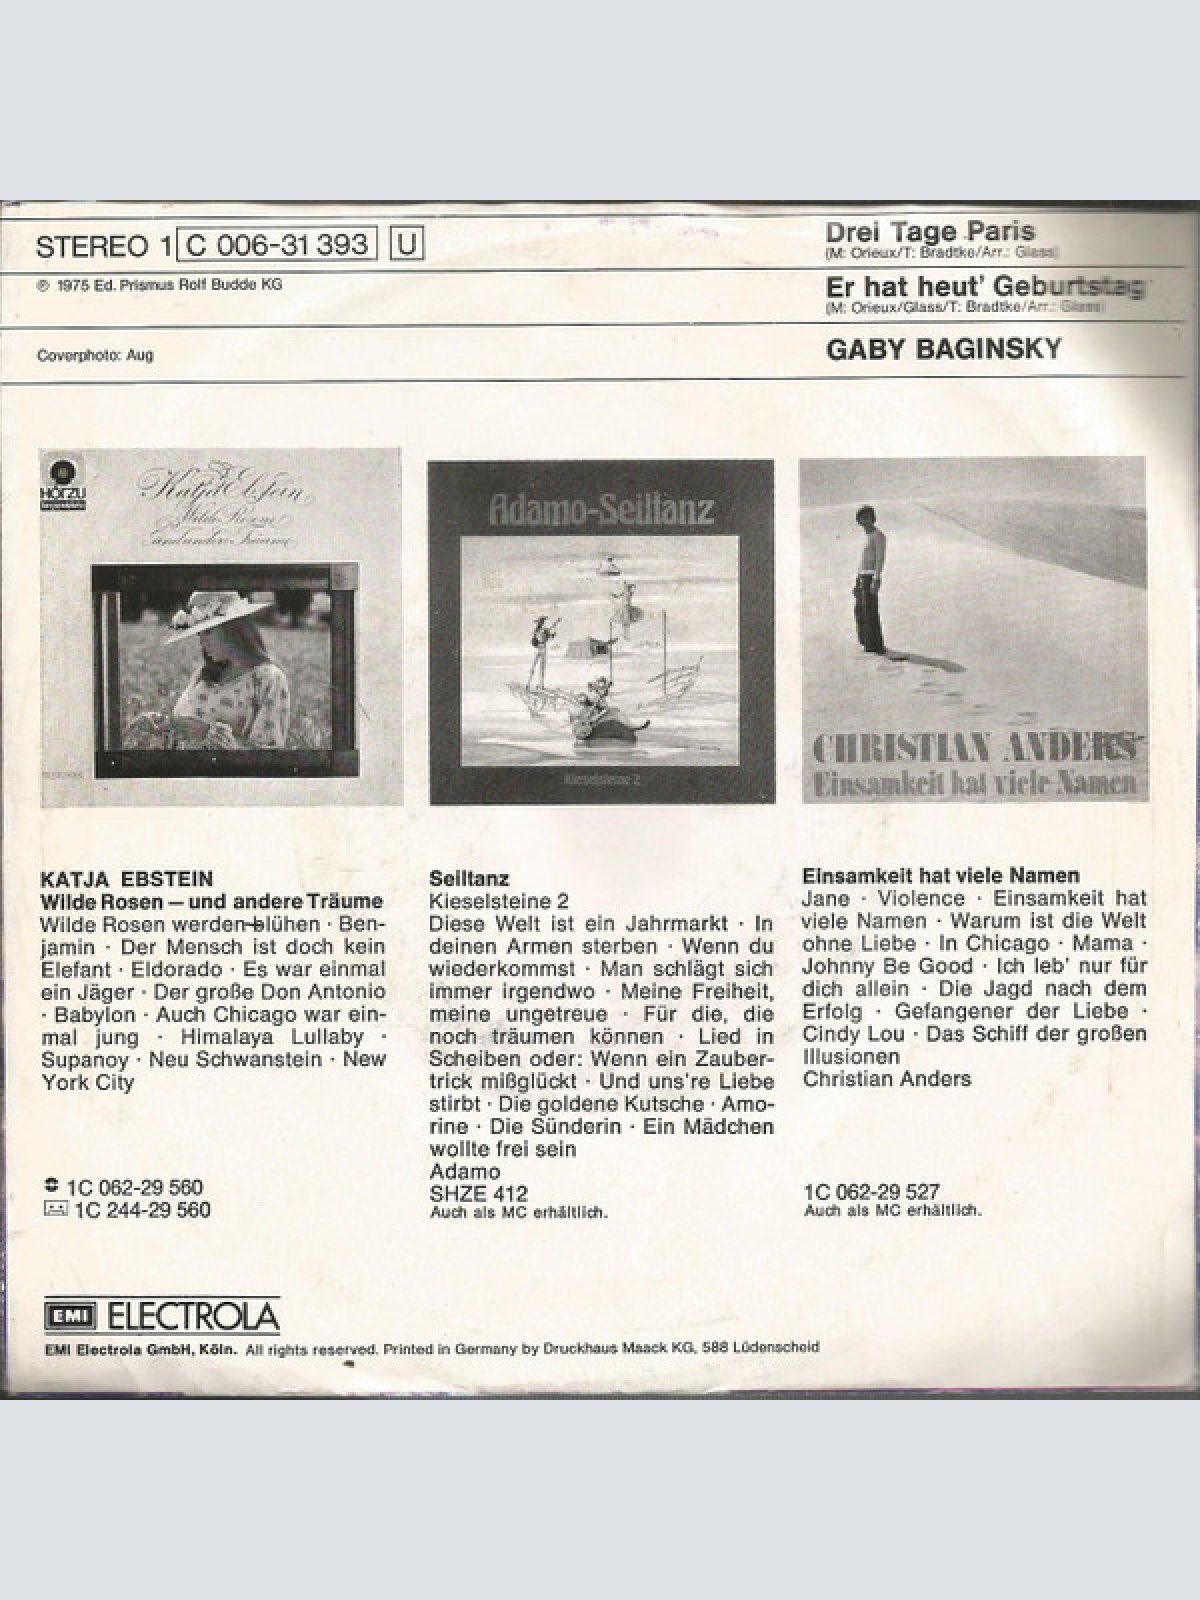 STEREO 1 C 006-31 393 U
℗ 1975 Ed. Prismus Rolf Budde KG
Coverphoto: Aug
Drei Tage Paris
(M: Orieux/T: Bradtke/Arr.: Glass)
Er hat heut' Geburtstag
(M: Orieux/Glass/T: Bradtke/Arr.: Glass)
GABY BAGINSKY
HÖRZU
Katja Ebstein
Wilde Rosen
und andere Träume
Adamo-Seiltanz
Kieselsteine 2
CHRISTIAN ANDERS
Einsamkeit hat viele Namen
KATJA EBSTEIN
Wilde Rosen – und andere Träume
Wilde Rosen werden blühen · Ben-
jamin · Der Mensch ist doch kein
Elefant · Eldorado · Es war einmal
ein Jäger · Der große Don Antonio
· Babylon · Auch Chicago war ein-
mal jung · Himalaya Lullaby ·
Supanoy · Neu Schwanstein · New
York City
1C 062-29 560
1C 244-29 560
Seiltanz
Kieselsteine 2
Diese Welt ist ein Jahrmarkt · In
deinen Armen sterben · Wenn du
wiederkommst · Man schlägt sich
immer irgendwo · Meine Freiheit,
meine ungetreue · Für die, die
noch träumen können · Lied in
Scheiben oder: Wenn ein Zauber-
trick mißglückt · Und uns're Liebe
stirbt · Die goldene Kutsche · Amo-
rine · Die Sünderin · Ein Mädchen
wollte frei sein
Adamo
SHZE 412
Auch als MC erhältlich.
Einsamkeit hat viele Namen
Jane · Violence · Einsamkeit hat
viele Namen · Warum ist die Welt
ohne Liebe · In Chicago · Mama ·
Johnny Be Good · Ich leb' nur für
dich allein · Die Jagd nach dem
Erfolg · Gefangener der Liebe ·
Cindy Lou · Das Schiff der großen
Illusionen
Christian Anders
1C 062-29 527
Auch als MC erhältlich.
EMI ELECTROLA
EMI Electrola GmbH, Köln. All rights reserved. Printed in Germany by Druckhaus Maack KG, 588 Lüdenscheid